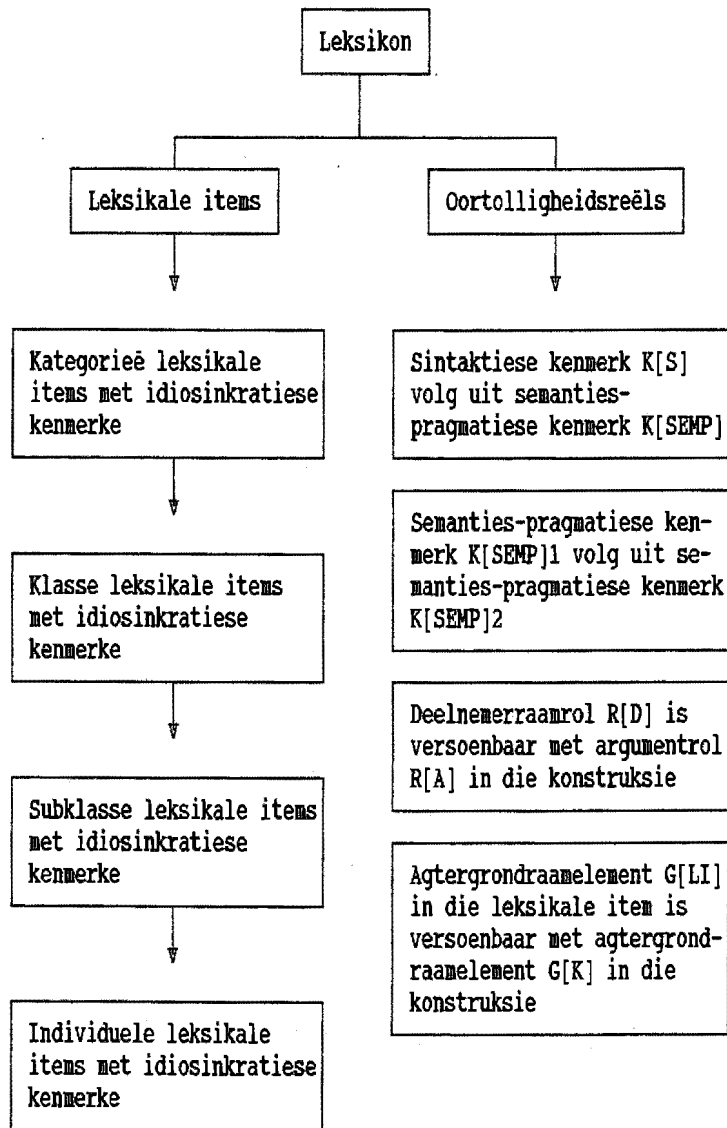 Leksikon
Leksikale items
Oortolligheidsreëls
Kategorieë leksikale
items met idiosinkratiese
kenmerke
Klasse leksikale items
met idiosinkratiese
kenmerke
Subklasse leksikale items
met idiosinkratiese
kenmerke
Individuele leksikale
items met idiosinkratiese
kenmerke
Sintaktiese kenmerk K[S]
volg uit semanties-
pragmatiese kenmerk K[SEMP]
Semanties-pragmatiese ken-
merk K[SEMP]1 volg uit se-
manties-pragmatiese kenmerk
K[SEMP]2
Deelnemerraamrol R[D] is
versoenbaar met argumentrol
R[A] in die konstruksie
Agtergrondraamelement G[LI]
in die leksikale item is
versoenbaar met agtergrond-
raamelement G[K] in die
konstruksie